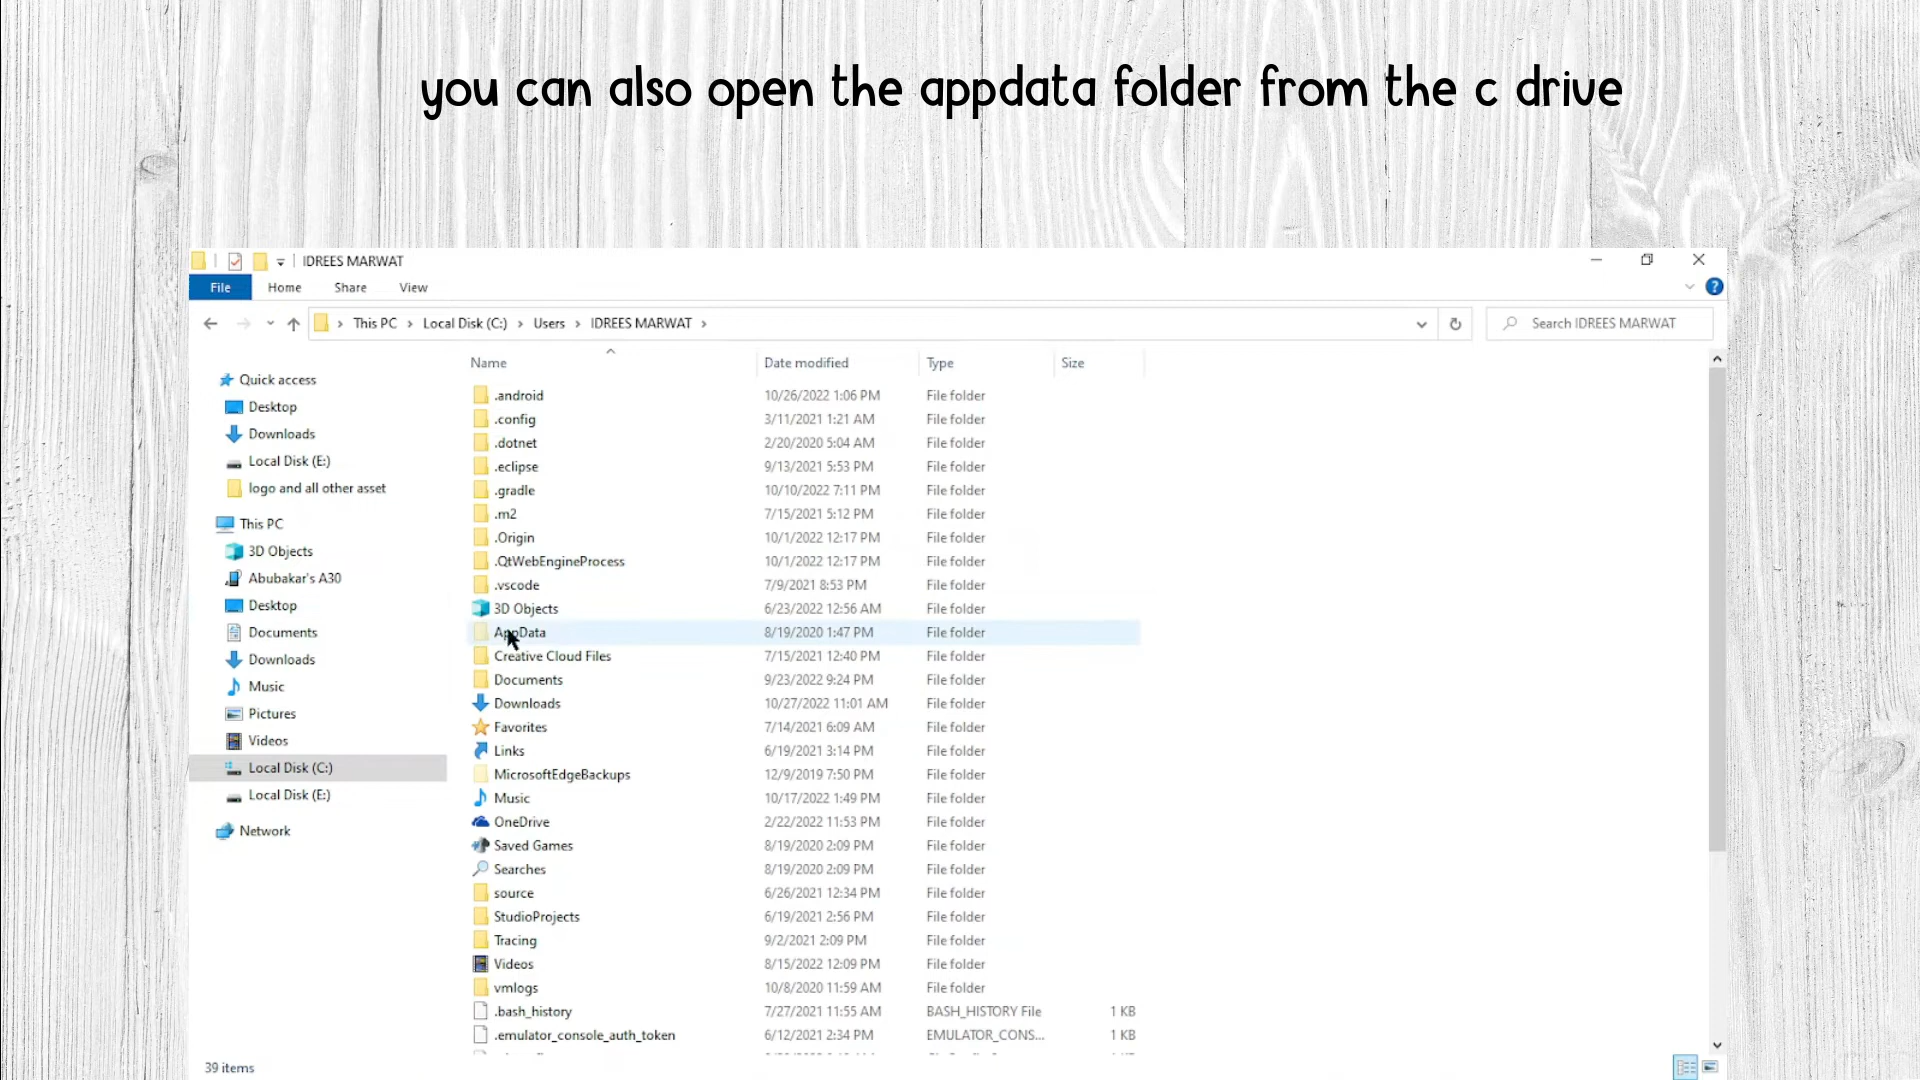 you can also open the appdata folder from the c drive
IDREES MARWAT
File Home Share View
This PC Local Disk (C:) Users IDREES MARWAT
Search IDREES MARWAT
Quick access
Desktop
Downloads
Local Disk (E:)
logo and all other asset
This PC
3D Objects
Abubakar's A30
Desktop
Documents
Downloads
Music
Pictures
Videos
Local Disk (C:)
Local Disk (E:)
Network
Name Date modified Type Size
.android 10/26/2022 1:06 PM File folder
.config 3/11/2021 1:21 AM File folder
.dotnet 2/20/2020 5:04 AM File folder
.eclipse 9/13/2021 5:53 PM File folder
.gradle 10/10/2022 7:11 PM File folder
.m2 7/15/2021 5:12 PM File folder
.Origin 10/1/2022 12:17 PM File folder
.QtWebEngineProcess 10/1/2022 12:17 PM File folder
.vscode 7/9/2021 8:53 PM File folder
3D Objects 6/23/2022 12:56 AM File folder
AppData 8/19/2020 1:47 PM File folder
Creative Cloud Files 7/15/2021 12:40 PM File folder
Documents 9/23/2022 9:24 PM File folder
Downloads 10/27/2022 11:01 AM File folder
Favorites 7/14/2021 6:09 AM File folder
Links 6/19/2021 3:14 PM File folder
MicrosoftEdgeBackups 12/9/2019 7:50 PM File folder
Music 10/17/2022 1:49 PM File folder
OneDrive 2/22/2022 11:53 PM File folder
Saved Games 8/19/2020 2:09 PM File folder
Searches 8/19/2020 2:09 PM File folder
source 6/26/2021 12:34 PM File folder
StudioProjects 6/19/2021 2:56 PM File folder
Tracing 9/2/2021 2:09 PM File folder
Videos 8/15/2022 12:09 PM File folder
vmlogs 10/8/2020 11:59 AM File folder
.bash_history 7/27/2021 11:55 AM BASH_HISTORY File 1 KB
.emulator_console_auth_token 6/12/2021 2:34 PM EMULATOR_CONS... 1 KB
39 items